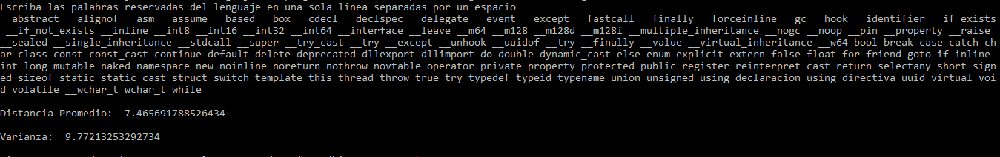 Escriba las palabras reservadas del lenguaje en una sola linea separadas por un espacio
__abstract __alignof __asm __assume __based __box __cdecl __declspec __delegate __event __except __fastcall __finally __forceinline __gc __hook __identifier __if_exists
 __if_not_exists __inline __int8 __int16 __int32 __int64 __interface __leave __m64 __m128 __m128d __m128i __multiple_inheritance __nogc __noop __pin __property __raise
__sealed __single_inheritance __stdcall __super __try_cast __try __except __unhook __uuidof __try __finally __value __virtual_inheritance __w64 bool break case catch ch
ar class const const_cast continue default delete deprecated dllexport dllimport do double dynamic_cast else enum explicit extern false float for friend goto if inline
int long mutable naked namespace new noinline noreturn nothrow novtable operator private property protected public register reinterpret_cast return selectany short sign
ed sizeof static static_cast struct switch template this thread throw true try typedef typeid typename union unsigned using declaracion using directiva uuid virtual voi
d volatile __wchar_t wchar_t while
Distancia Promedio:  7.465691788526434
Varianza:  9.77213253292734